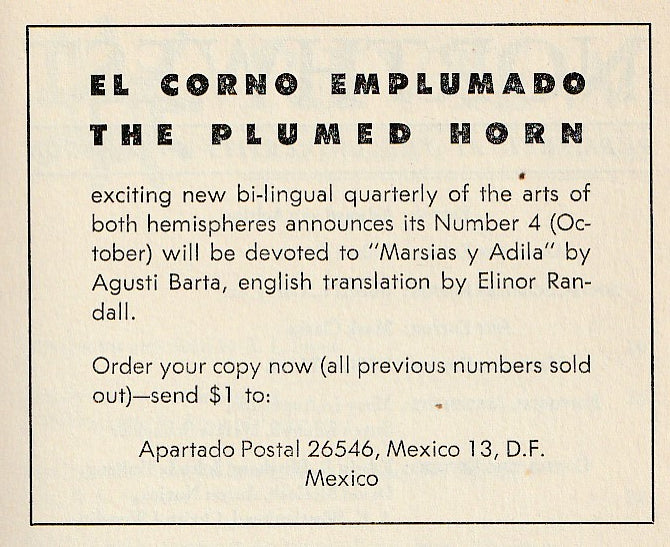 EL CORNO EMPLUMADO
THE PLUMED HORN
exciting new bi-lingual quarterly of the arts of
both hemispheres announces its Number 4 (Oc-
tober) will be devoted to "Marsias y Adila" by
Agusti Barta, english translation by Elinor Ran-
dall.
Order your copy now (all previous numbers sold
out)—send $1 to:
Apartado Postal 26546, Mexico 13, D.F.
Mexico